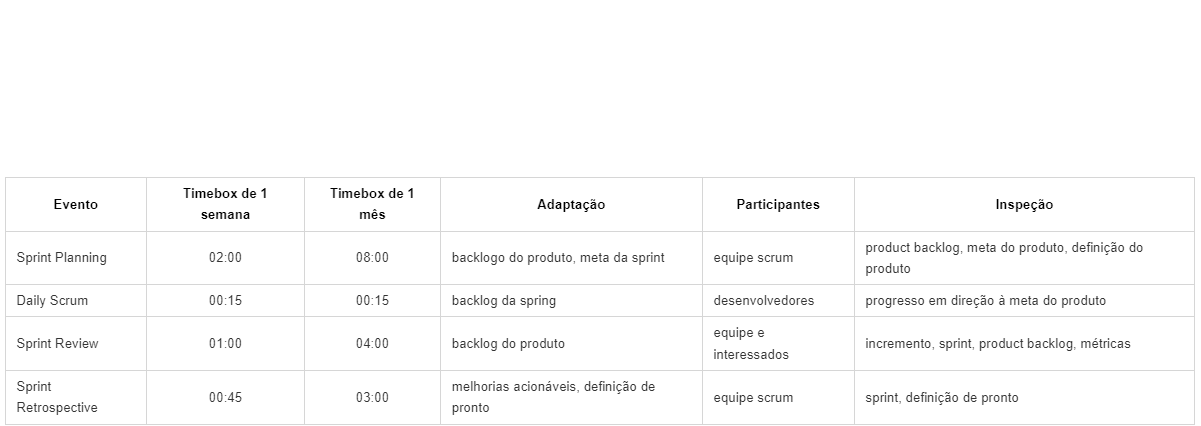 Evento Timebox de 1 semana Timebox de 1 mês Adaptação Participantes Inspeção
Sprint Planning 02:00 08:00 backlogo do produto, meta da sprint equipe scrum product backlog, meta do produto, definição do produto
Daily Scrum 00:15 00:15 backlog da spring desenvolvedores progresso em direção à meta do produto
Sprint Review 01:00 04:00 backlog do produto equipe e interessados incremento, sprint, product backlog, métricas
Sprint Retrospective 00:45 03:00 melhorias acionáveis, definição de pronto equipe scrum sprint, definição de pronto